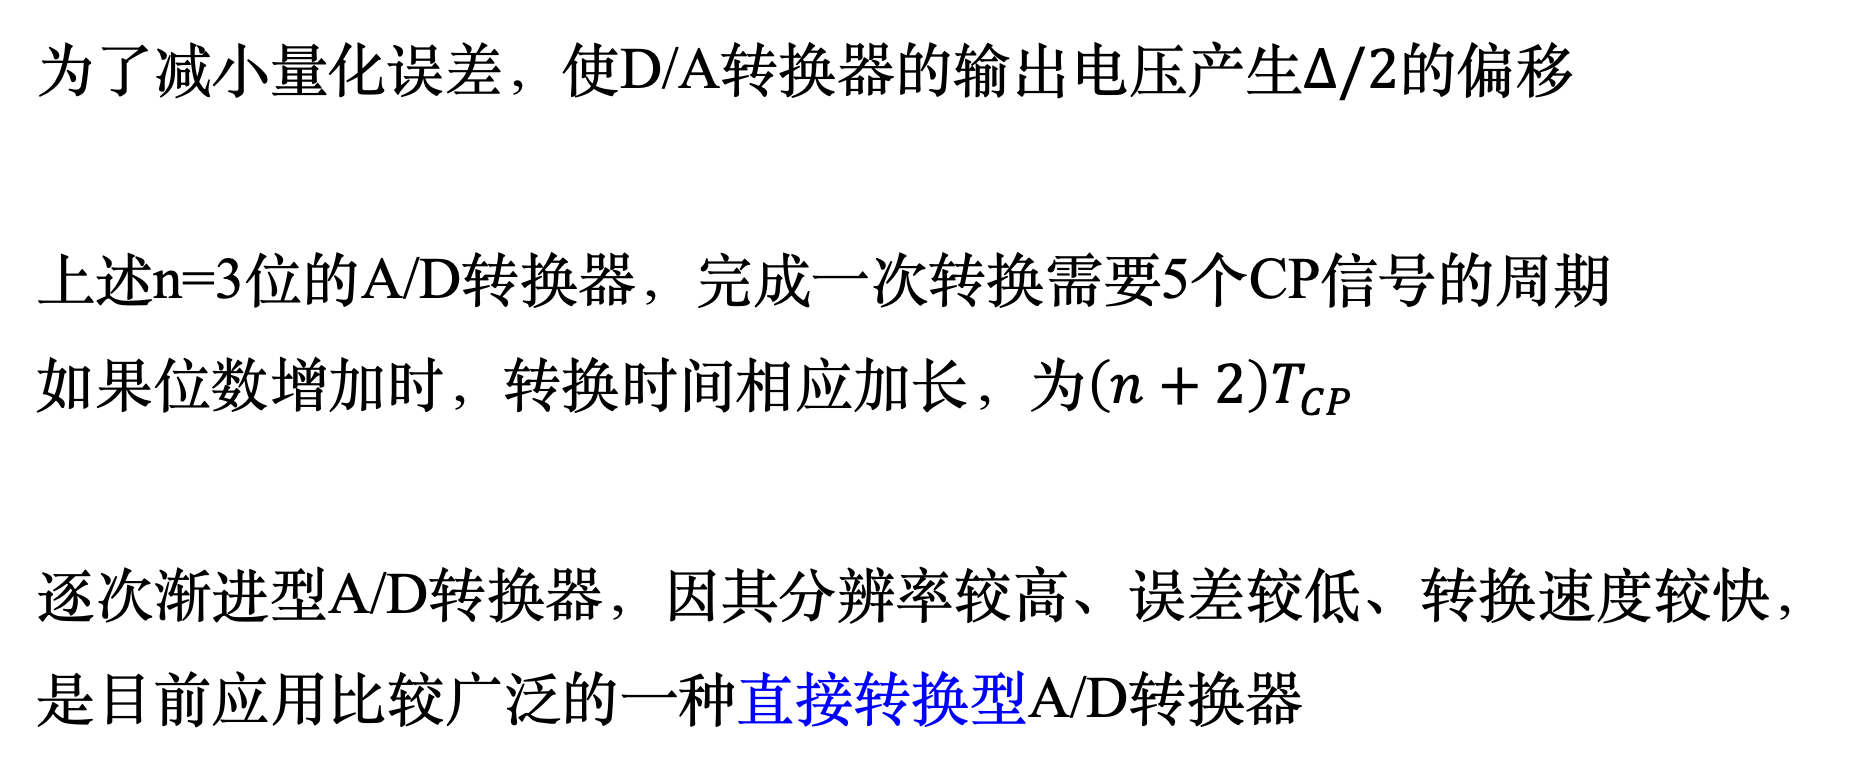 为了减小量化误差，使D/A转换器的输出电压产生Δ/2的偏移
上述n=3位的A/D转换器，完成一次转换需要5个CP信号的周期
如果位数增加时，转换时间相应加长，为(n + 2)T_{CP}
逐次渐进型A/D转换器，因其分辨率较高、误差较低、转换速度较快，
是目前应用比较广泛的一种直接转换型A/D转换器